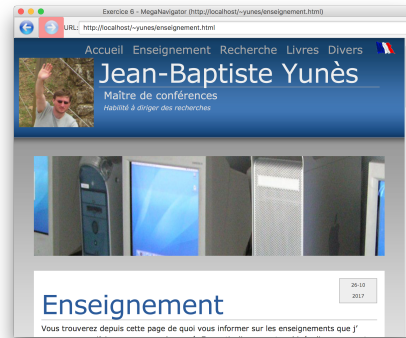 Exercice 6 - MegaNavigator (http://localhost/~yunes/enseignement.html)
URL: http://localhost/~yunes/enseignement.html
Accueil Enseignement Recherche Livres Divers
Jean-Baptiste Yunès
Maître de conférences
Habilité à diriger des recherches
26-10
2017
Enseignement
Vous trouverez depuis cette page de quoi vous informer sur les enseignements que j'